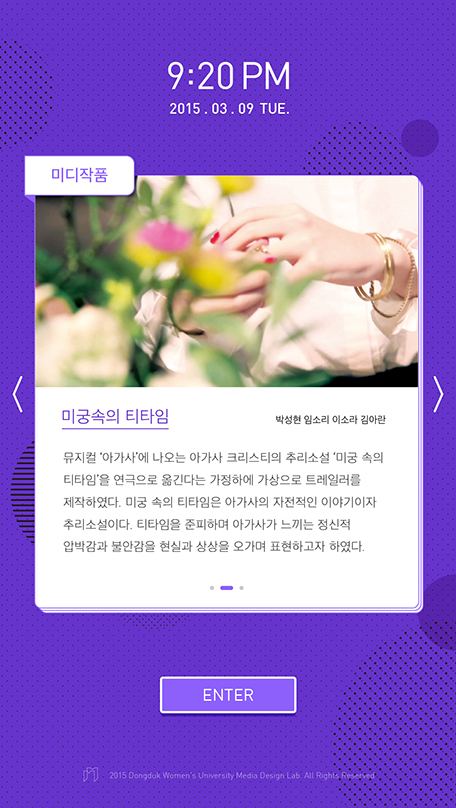 9:20 PM
2015 . 03 . 09 TUE.
미디작품
미궁속의 티타임
박성현 임소리 이소라 김아란
뮤지컬 '아가사'에 나오는 아가사 크리스티의 추리소설 '미궁 속의
티타임'을 연극으로 옮긴다는 가정하에 가상으로 트레일러를
제작하였다. 미궁 속의 티타임은 아가사의 자전적인 이야기이자
추리소설이다. 티타임을 준피하며 아가사가 느끼는 정신적
압박감과 불안감을 현실과 상상을 오가며 표현하고자 하였다.
ENTER
2015 Dongduk Women's University Media Design Lab. All Rights Reserved.